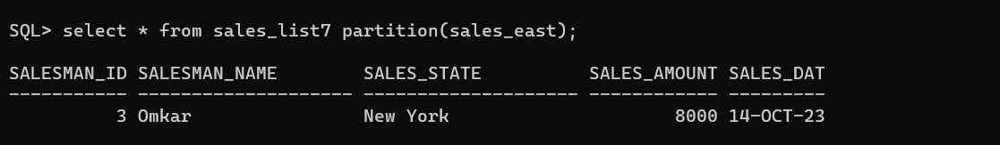 SQL> select * from sales_list7 partition(sales_east);
SALESMAN_ID SALESMAN_NAME        SALES_STATE          SALES_AMOUNT SALES_DAT
----------- -------------------- -------------------- ------------ ---------
          3 Omkar                New York                     8000 14-OCT-23